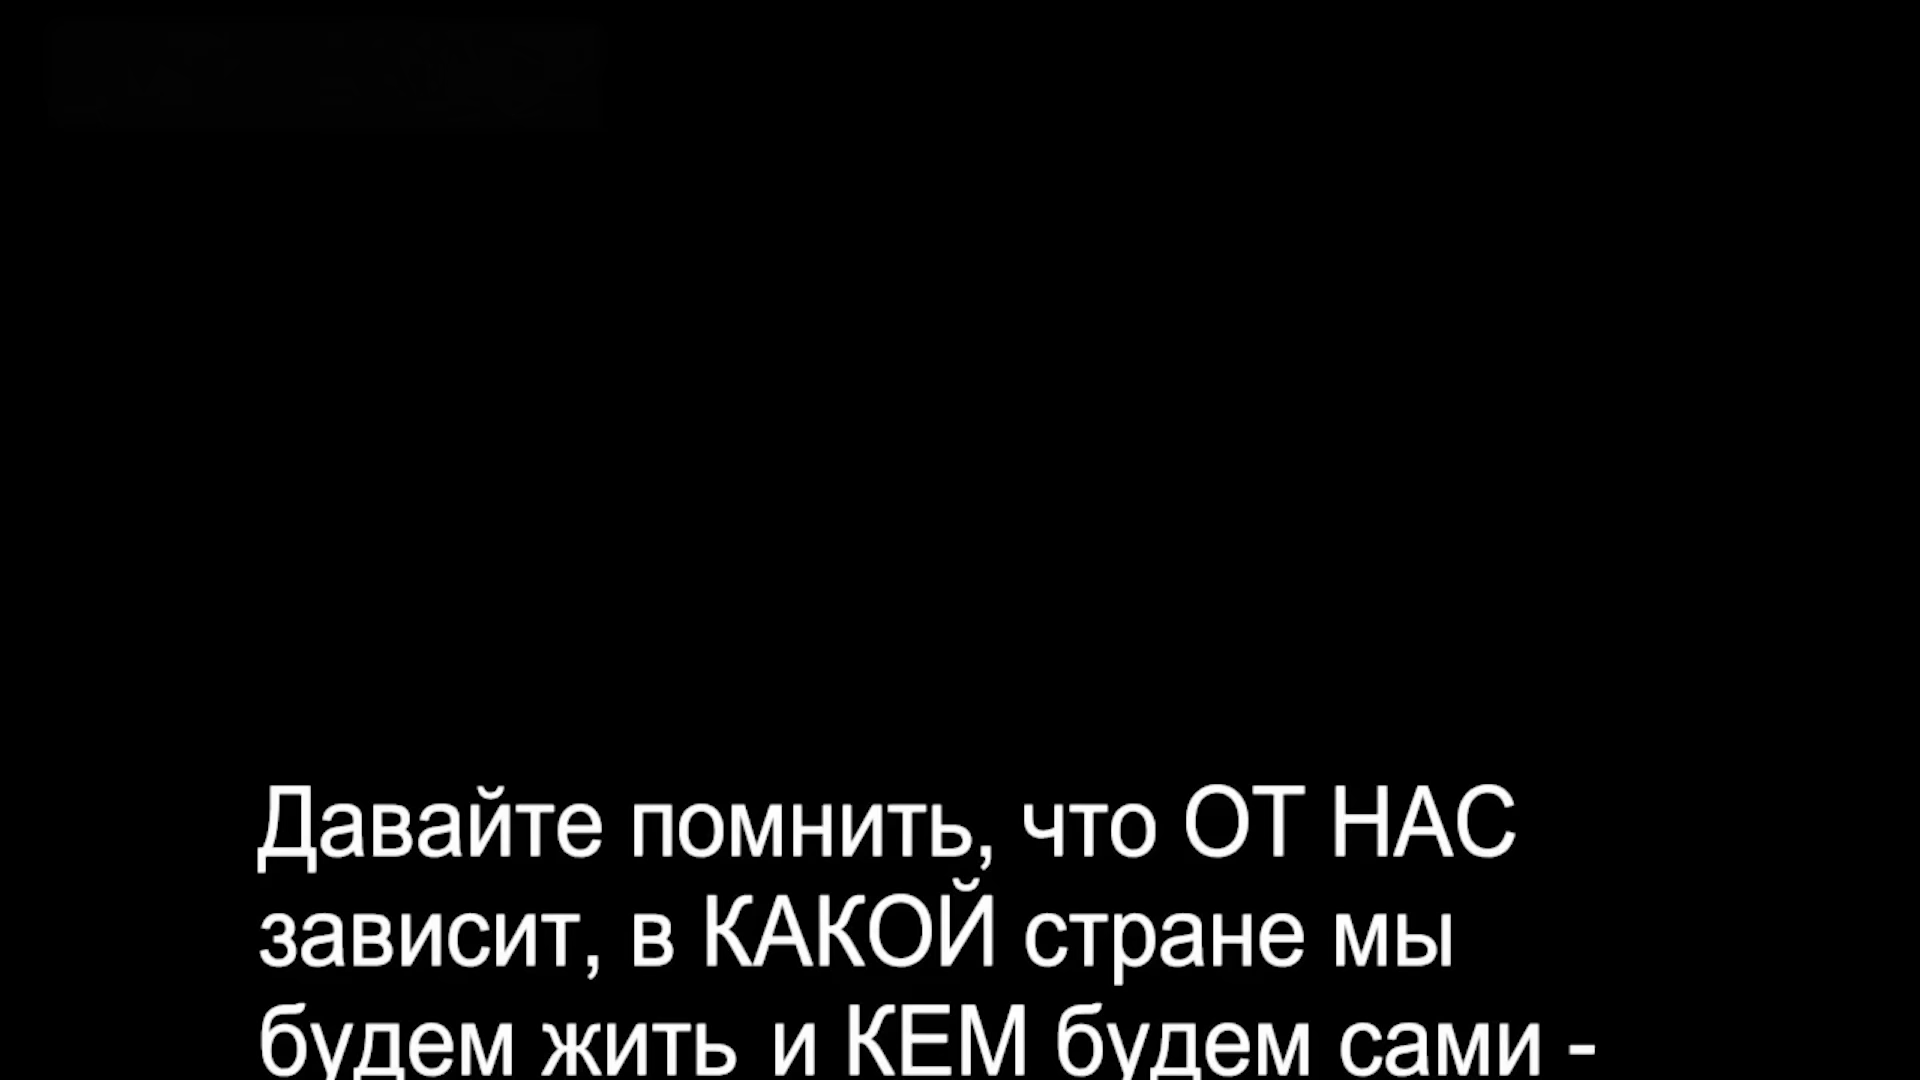 Давайте помнить, что ОТ НАС
зависит, в КАКОЙ стране мы
будем жить и КЕМ будем сами -